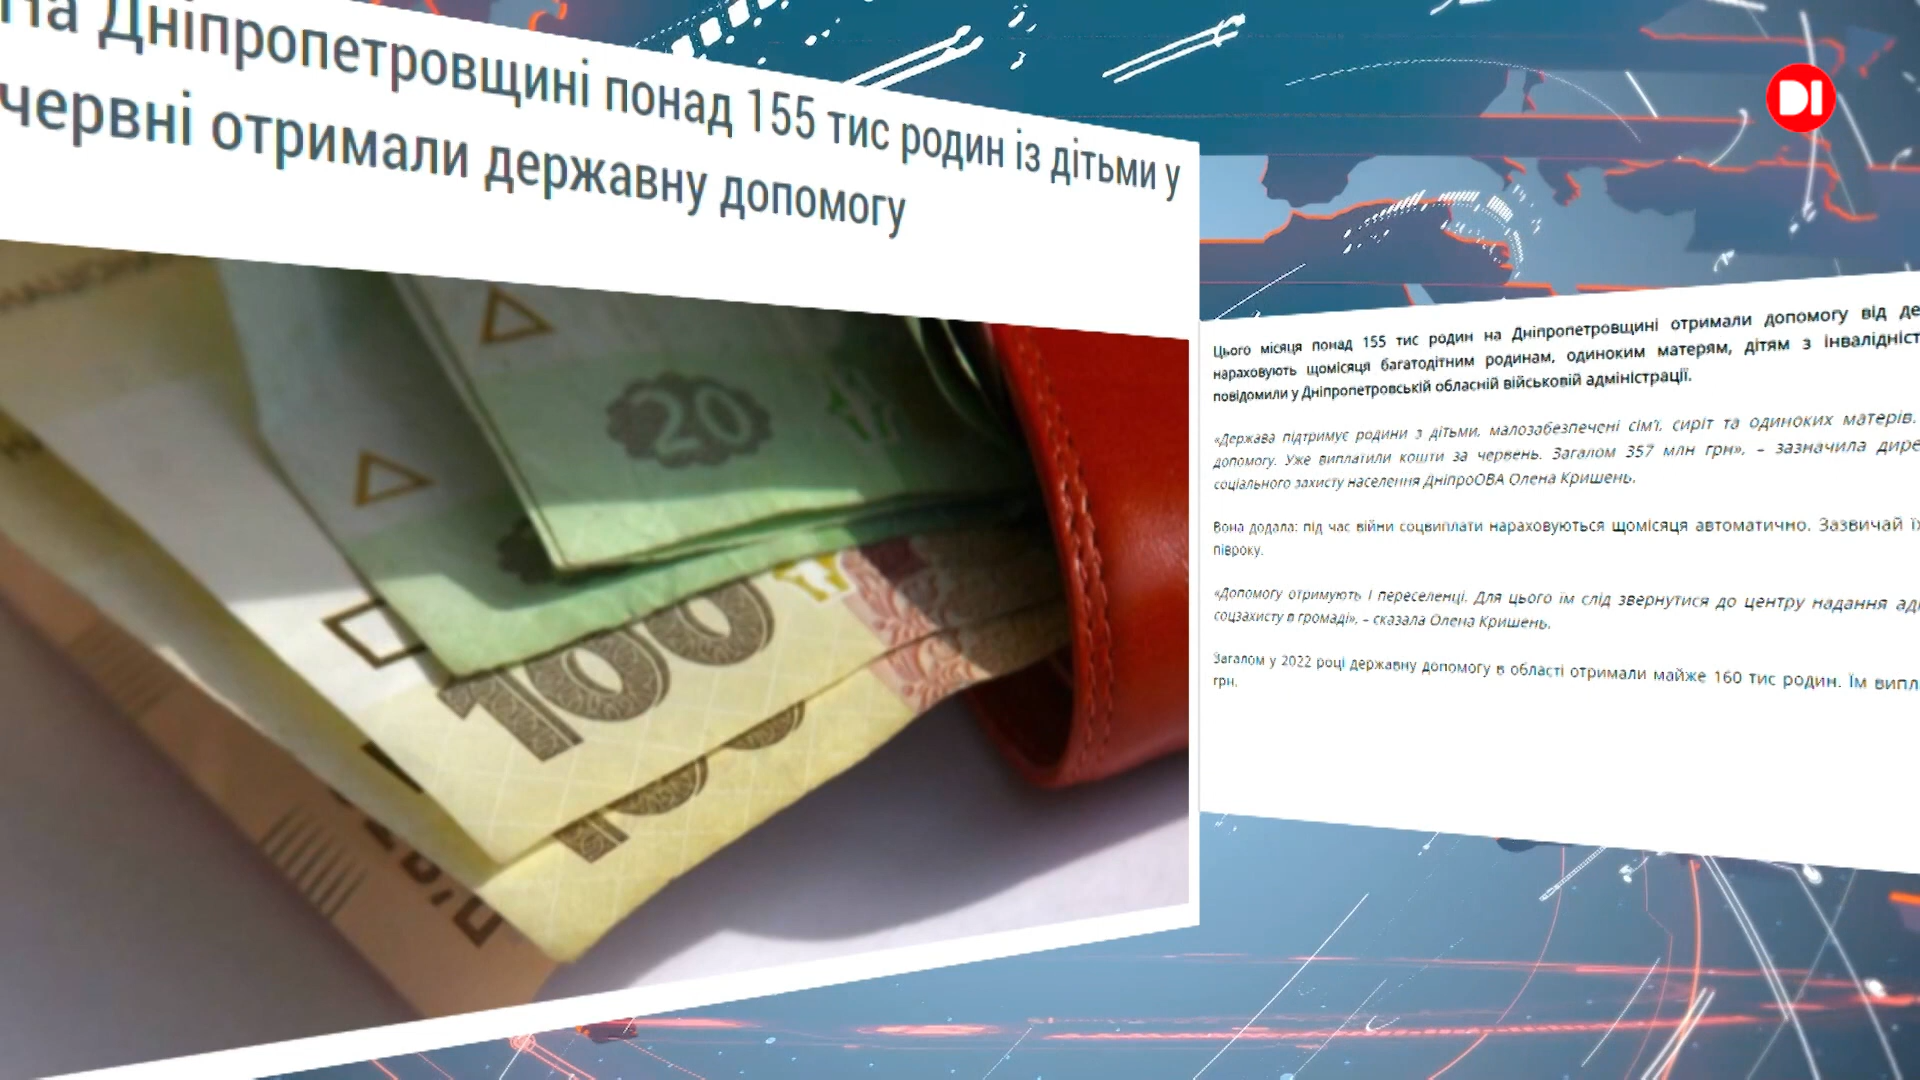 На Дніпропетровщині понад 155 тис родин із дітьми у
червні отримали державну допомогу
20
100
DI
Цього місяця понад 155 тис родин на Дніпропетровщині отримали допомогу від
нараховують щомісяця багатодітним родинам, одиноким матерям, дітям з
повідомили у Дніпропетровській обласній військовій адміністрації.
«Держава підтримує родини з дітьми, малозабезпечені сім'ї, сиріт та одиноких матерів.
допомогу. Уже виплатили кошти за червень. Загалом 357 млн грн», – зазначила
соціального захисту населення ДніпроОВА Олена Кришень.
Вона додала: під час війни соцвиплати нараховуються щомісяця автоматично. Зазвичай
півроку.
«Допомогу отримують і переселенці. Для цього їм слід звернутися до центру надання
соцзахисту в громаді», – сказала Олена Кришень.
Загалом у 2022 році державну допомогу в області отримали майже 160 тис родин. Їм
грн.